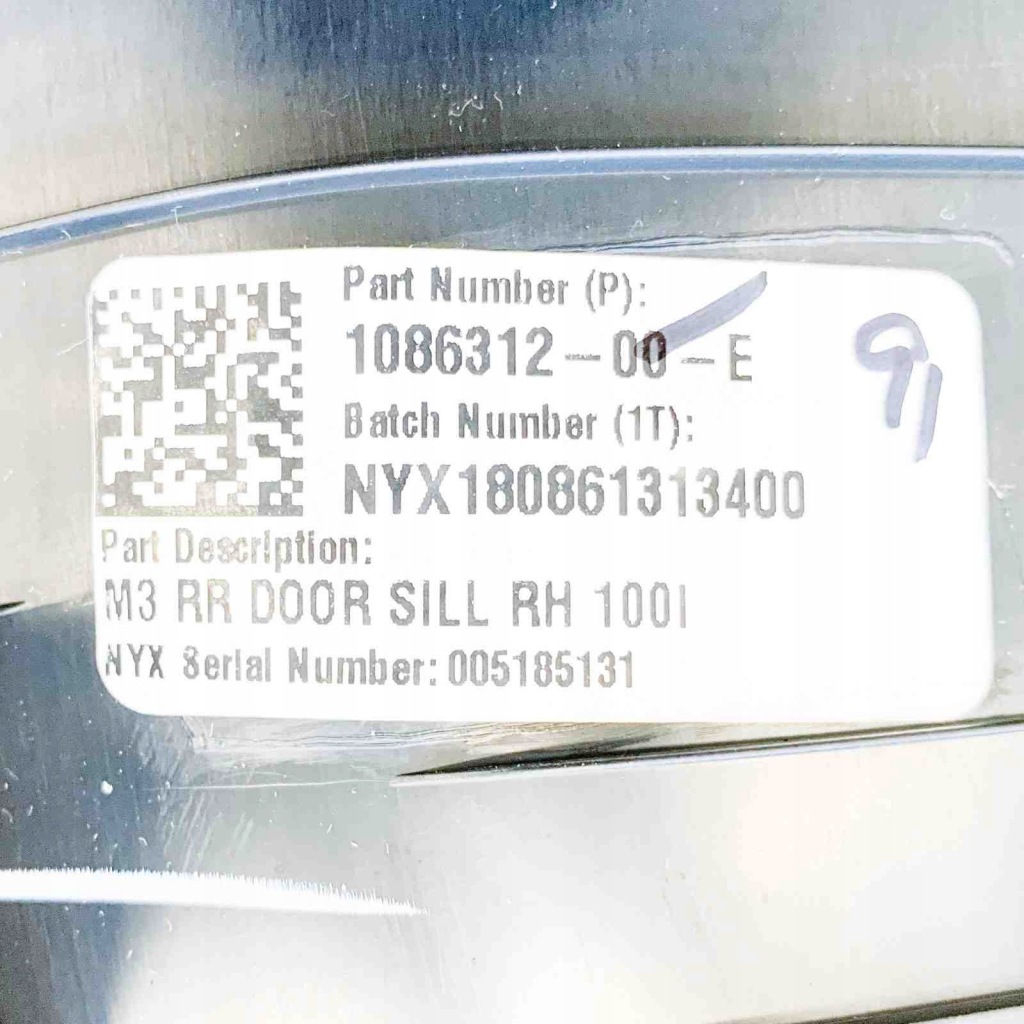 Part Number (P):
1086312-00-E
Batch Number (1T):
NYX180861313400
Part Description:
M3 RR DOOR SILL RH 100I
NYX Serial Number: 005185131
91